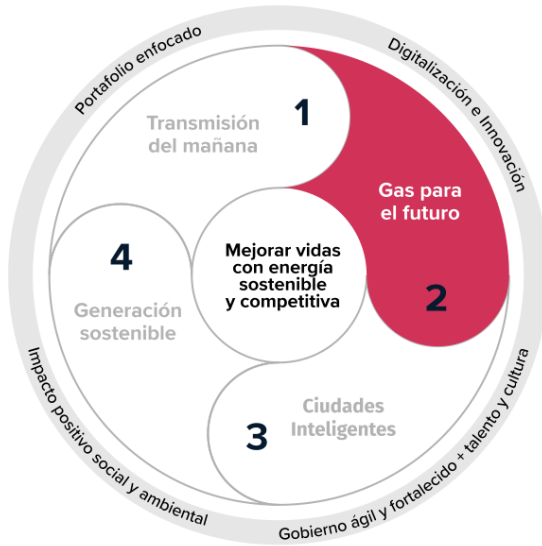 Portafolio enfocado
Digitalización e Innovación
1
Transmisión
del mañana
Gas para
el futuro
2
Mejorar vidas
con energía
sostenible
y competitiva
4
Generación
sostenible
3
Ciudades
Inteligentes
Impacto positivo social y ambiental
Gobierno ágil y fortalecido + talento y cultura